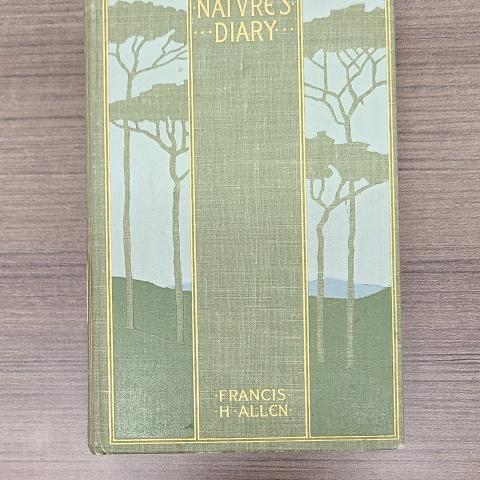 ·NATVRE'S·
···DIARY···
·FRANCIS
·H·ALLEN·